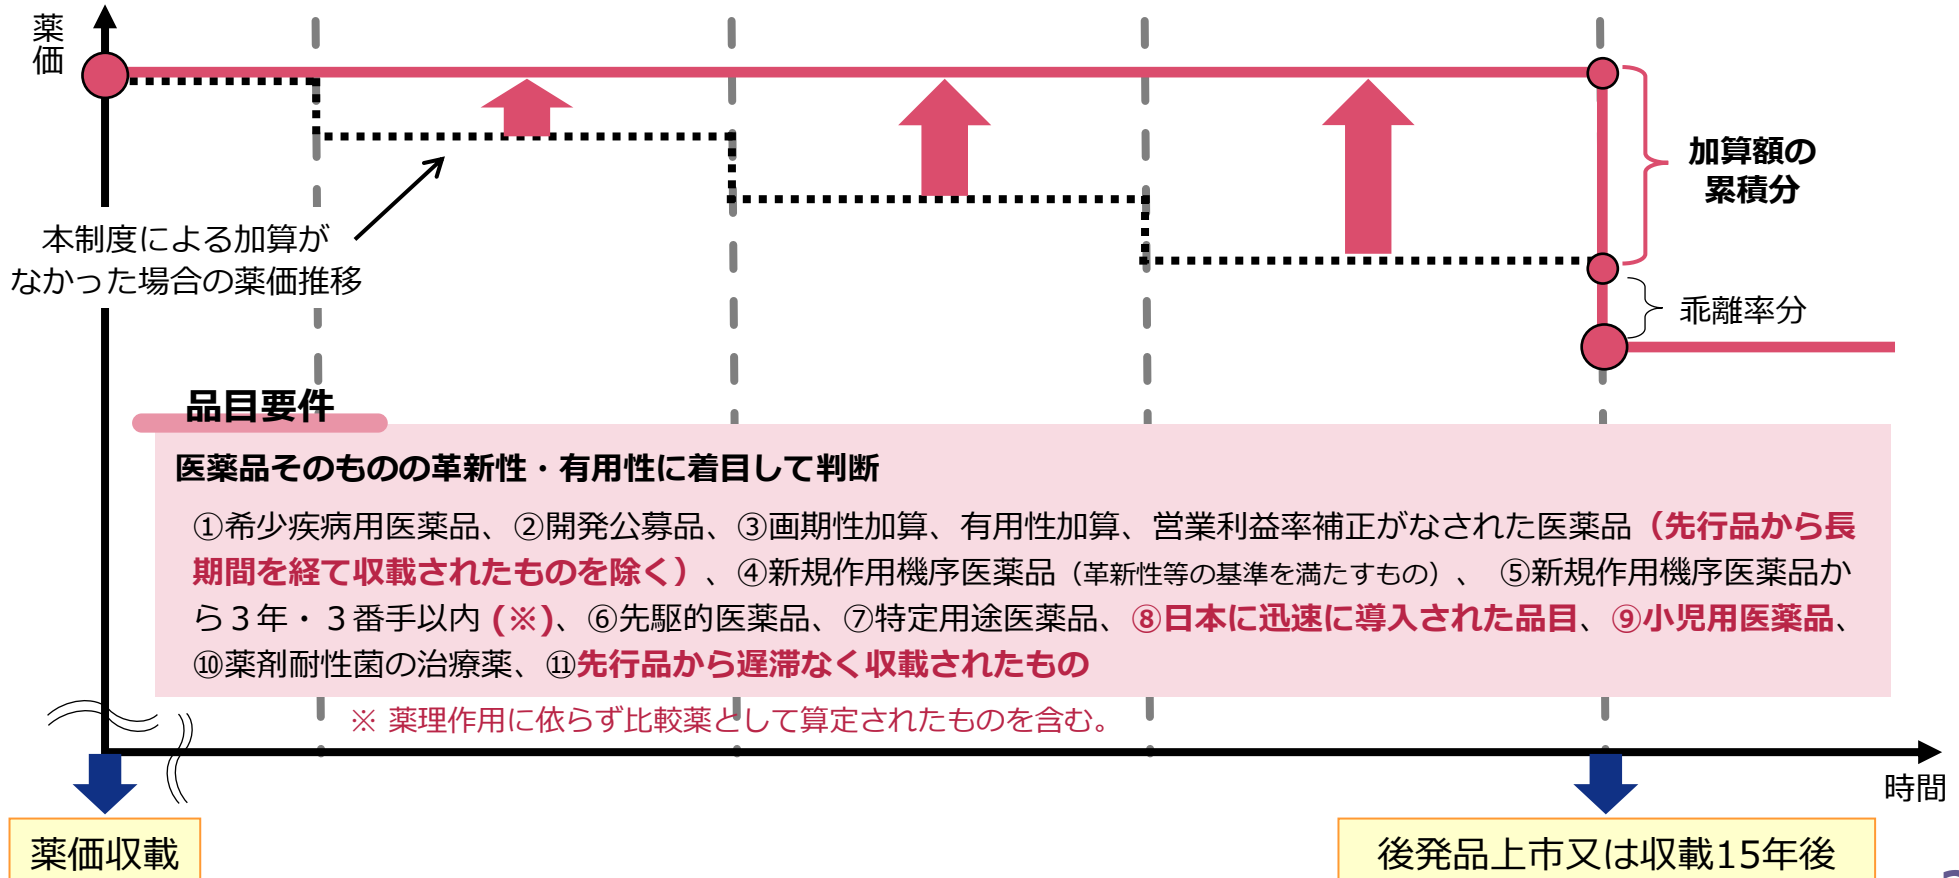 薬価
加算額の
累積分
本制度による加算が
なかった場合の薬価推移
乖離率分
品目要件
医薬品そのものの革新性・有用性に着目して判断
①希少疾病用医薬品、②開発公募品、③画期性加算、有用性加算、営業利益率補正がなされた医薬品（先行品から長
期間を経て収載されたものを除く）、④新規作用機序医薬品（革新性等の基準を満たすもの）、 ⑤新規作用機序医薬品か
ら３年・３番手以内 (※)、⑥先駆的医薬品、⑦特定用途医薬品、⑧日本に迅速に導入された品目、⑨小児用医薬品、
⑩薬剤耐性菌の治療薬、⑪先行品から遅滞なく収載されたもの
※ 薬理作用に依らず比較薬として算定されたものを含む。
時間
薬価収載
後発品上市又は収載15年後